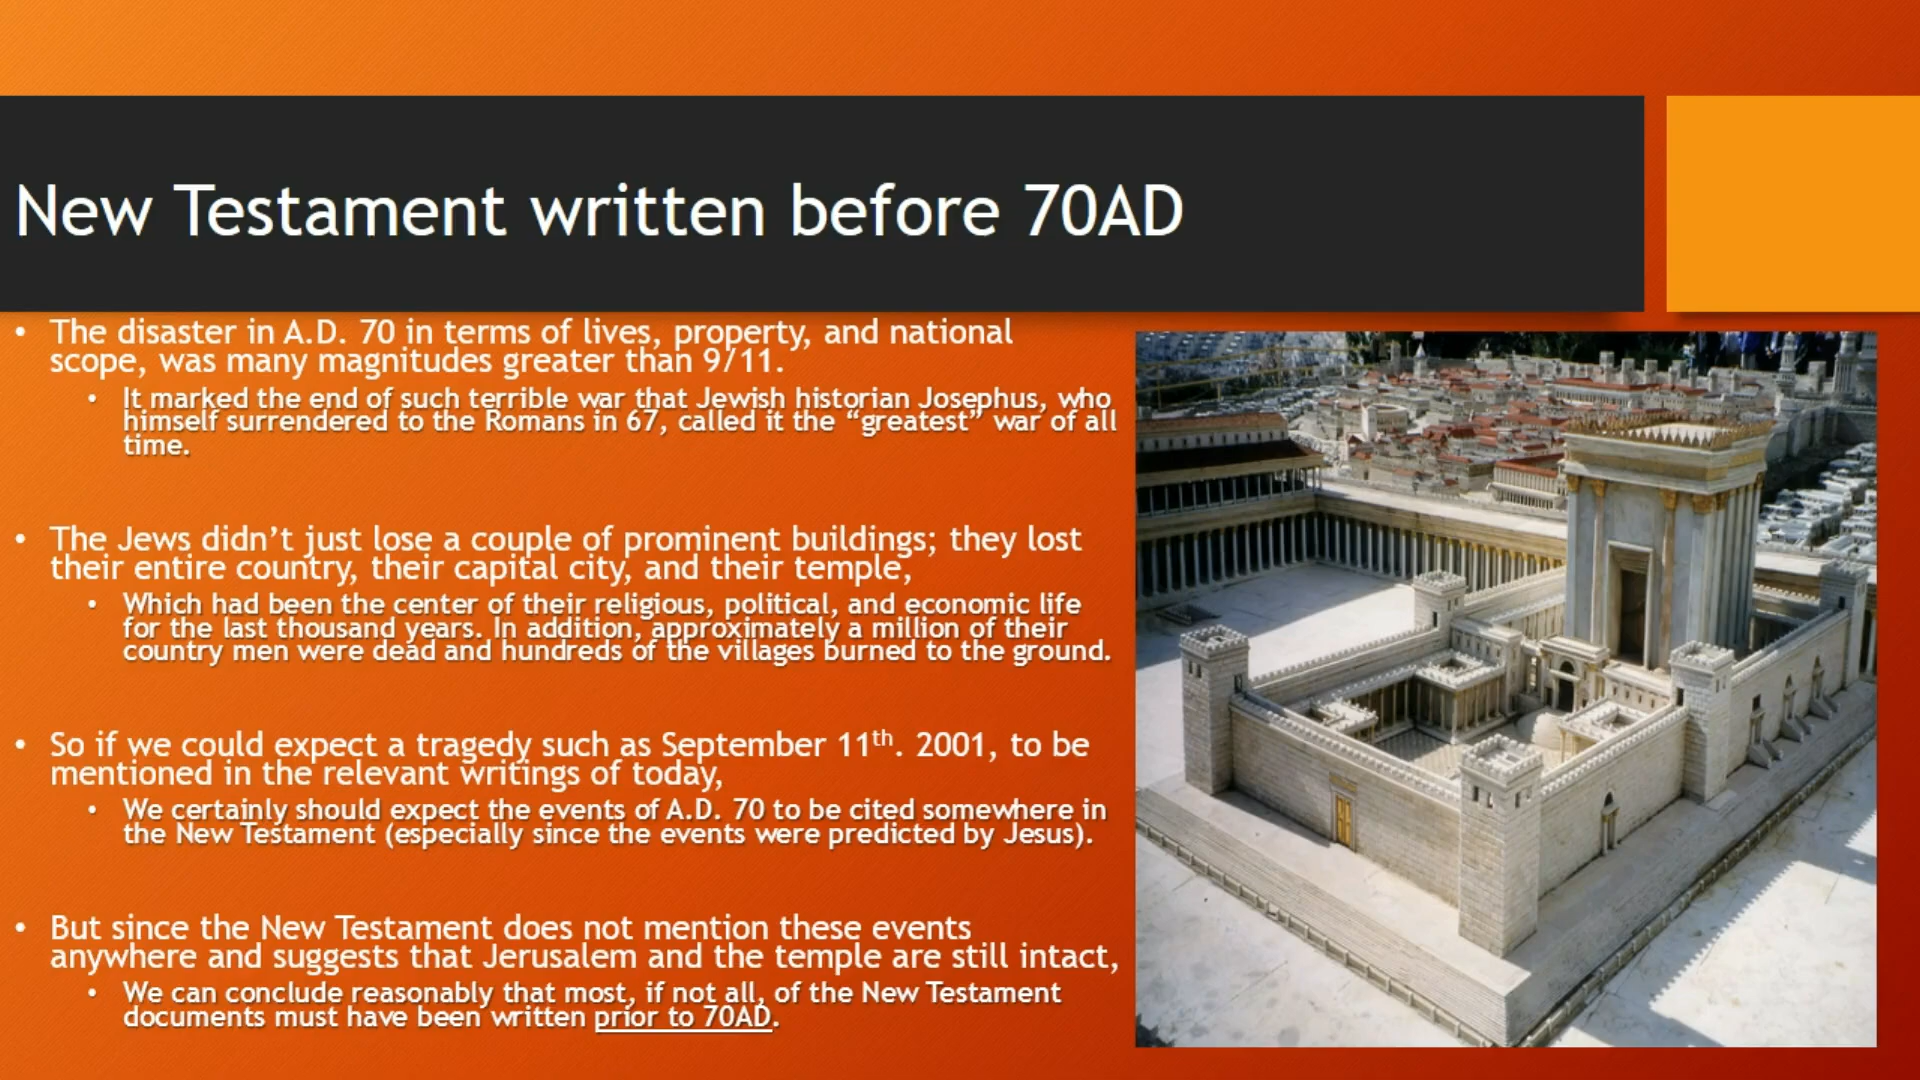 New Testament written before 70AD
• The disaster in A.D. 70 in terms of lives, property, and national
scope, was many magnitudes greater than 9/11.
• It marked the end of such terrible war that Jewish historian Josephus, who
himself surrendered to the Romans in 67, called it the “greatest” war of all
time.
• The Jews didn’t just lose a couple of prominent buildings; they lost
their entire country, their capital city, and their temple,
• Which had been the center of their religious, political, and economic life
for the last thousand years. In addition, approximately a million of their
country men were dead and hundreds of the villages burned to the ground.
• So if we could expect a tragedy such as September 11th. 2001, to be
mentioned in the relevant writings of today,
• We certainly should expect the events of A.D. 70 to be cited somewhere in
the New Testament (especially since the events were predicted by Jesus).
• But since the New Testament does not mention these events
anywhere and suggests that Jerusalem and the temple are still intact,
• We can conclude reasonably that most, if not all, of the New Testament
documents must have been written prior to 70AD.